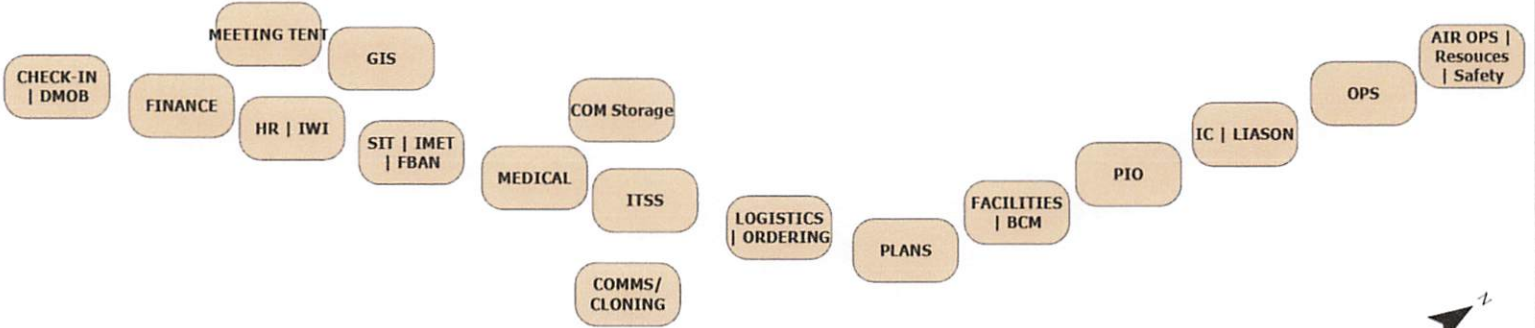 CHECK-IN
| DMOB
FINANCE
MEETING TENT
GIS
HR | IWI
SIT | IMET
| FBAN
MEDICAL
COM Storage
ITSS
COMMS/
CLONING
LOGISTICS
| ORDERING
PLANS
FACILITIES
| BCM
PIO
IC | LIASON
OPS
AIR OPS |
Resouces
| Safety
N